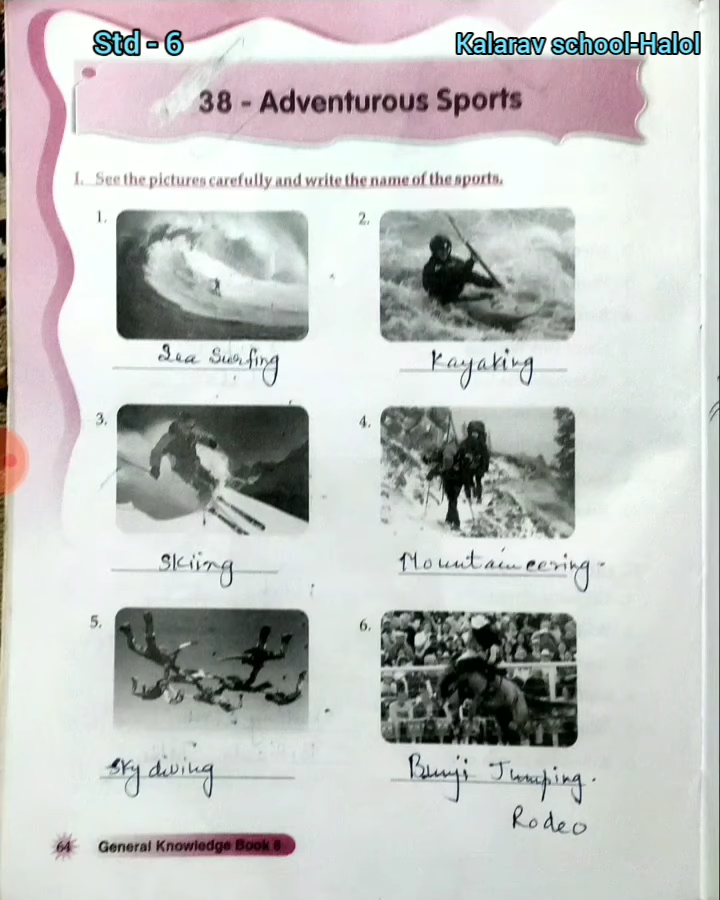 Std - 6
Kalarav school-Halol
38 - Adventurous Sports
I. See the pictures carefully and write the name of the sports.
1.
2.
Sea Surfing
Kayaking
3.
4.
Skiing
Mountaineering.
5.
6.
Sky diving
Bunji Jumping.
Rodeo
64
General Knowledge Book 8